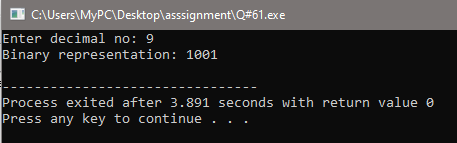 C:\Users\MyPC\Desktop\asssignment\Q#61.exe
Enter decimal no: 9
Binary representation: 1001
--------------------------------
Process exited after 3.891 seconds with return value 0
Press any key to continue . . .